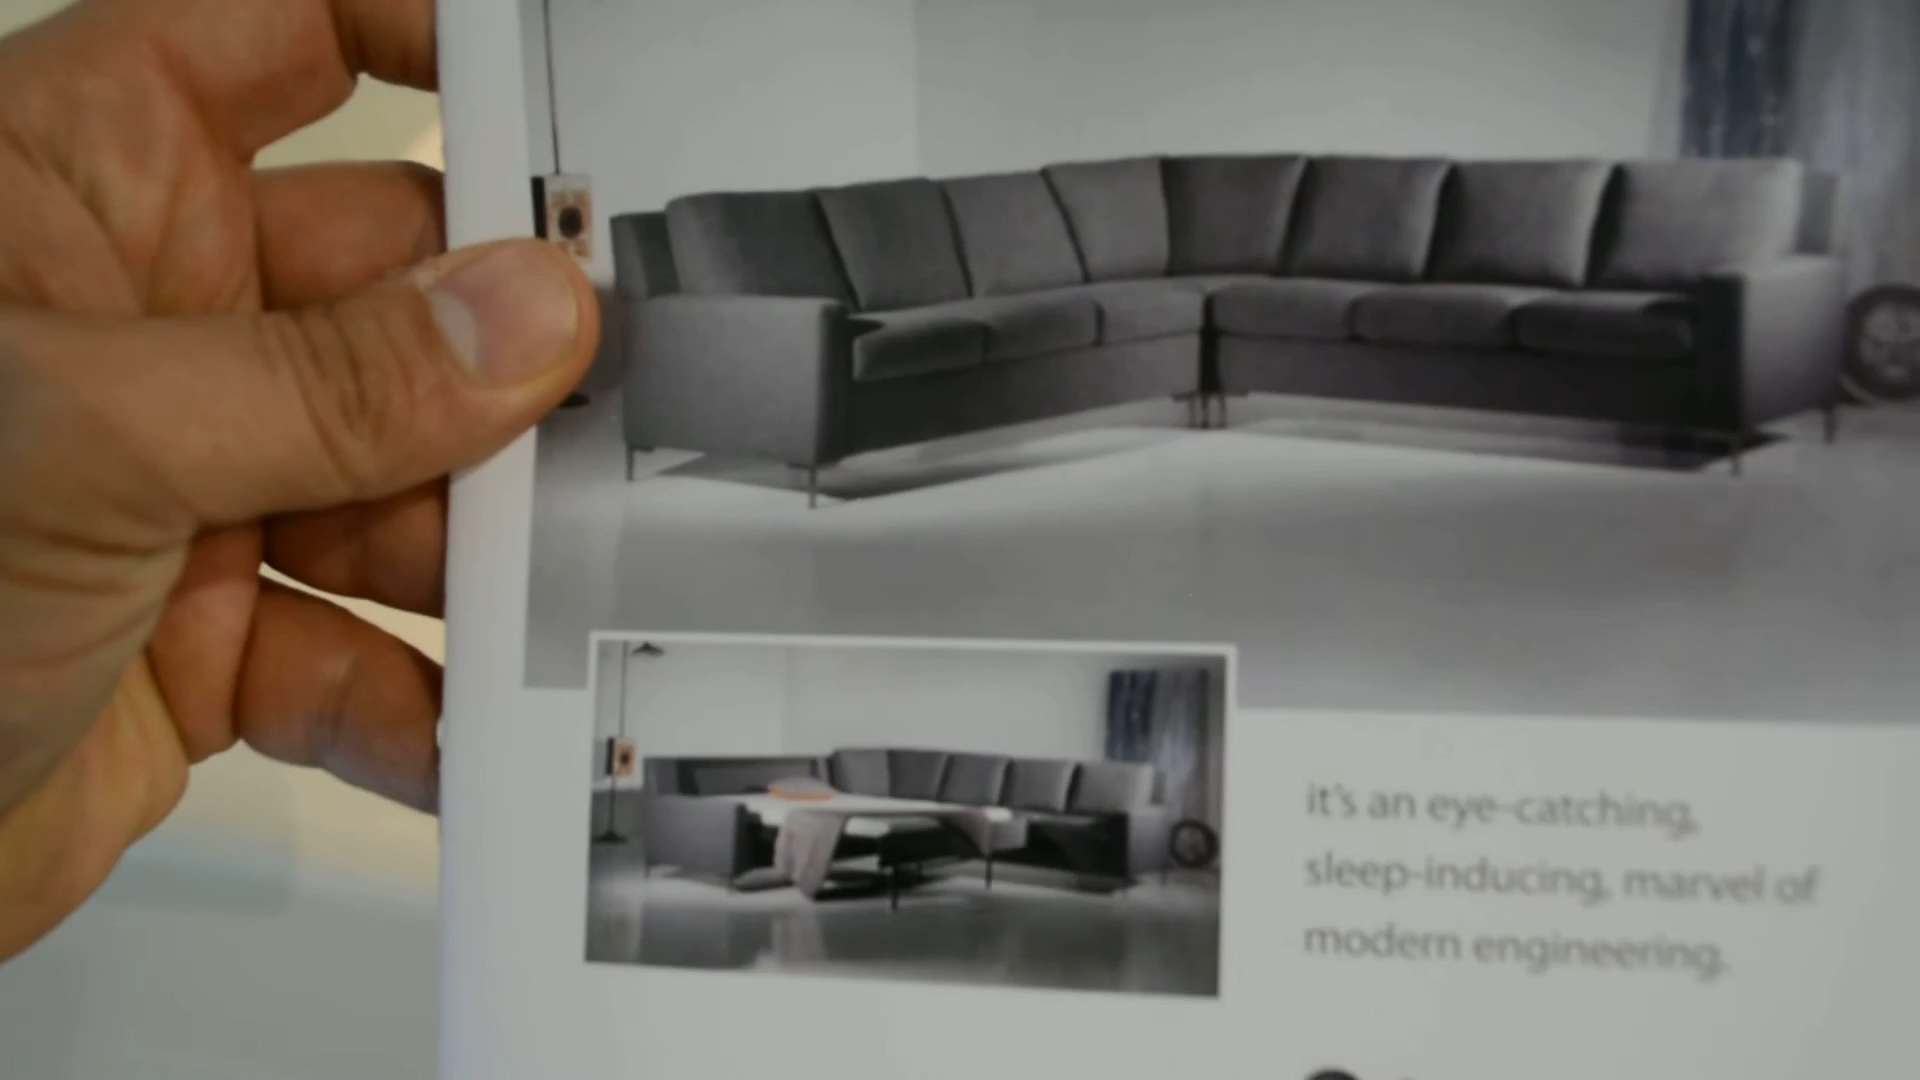 it's an eye-catching,
sleep-inducing, marvel of
modern engineering.